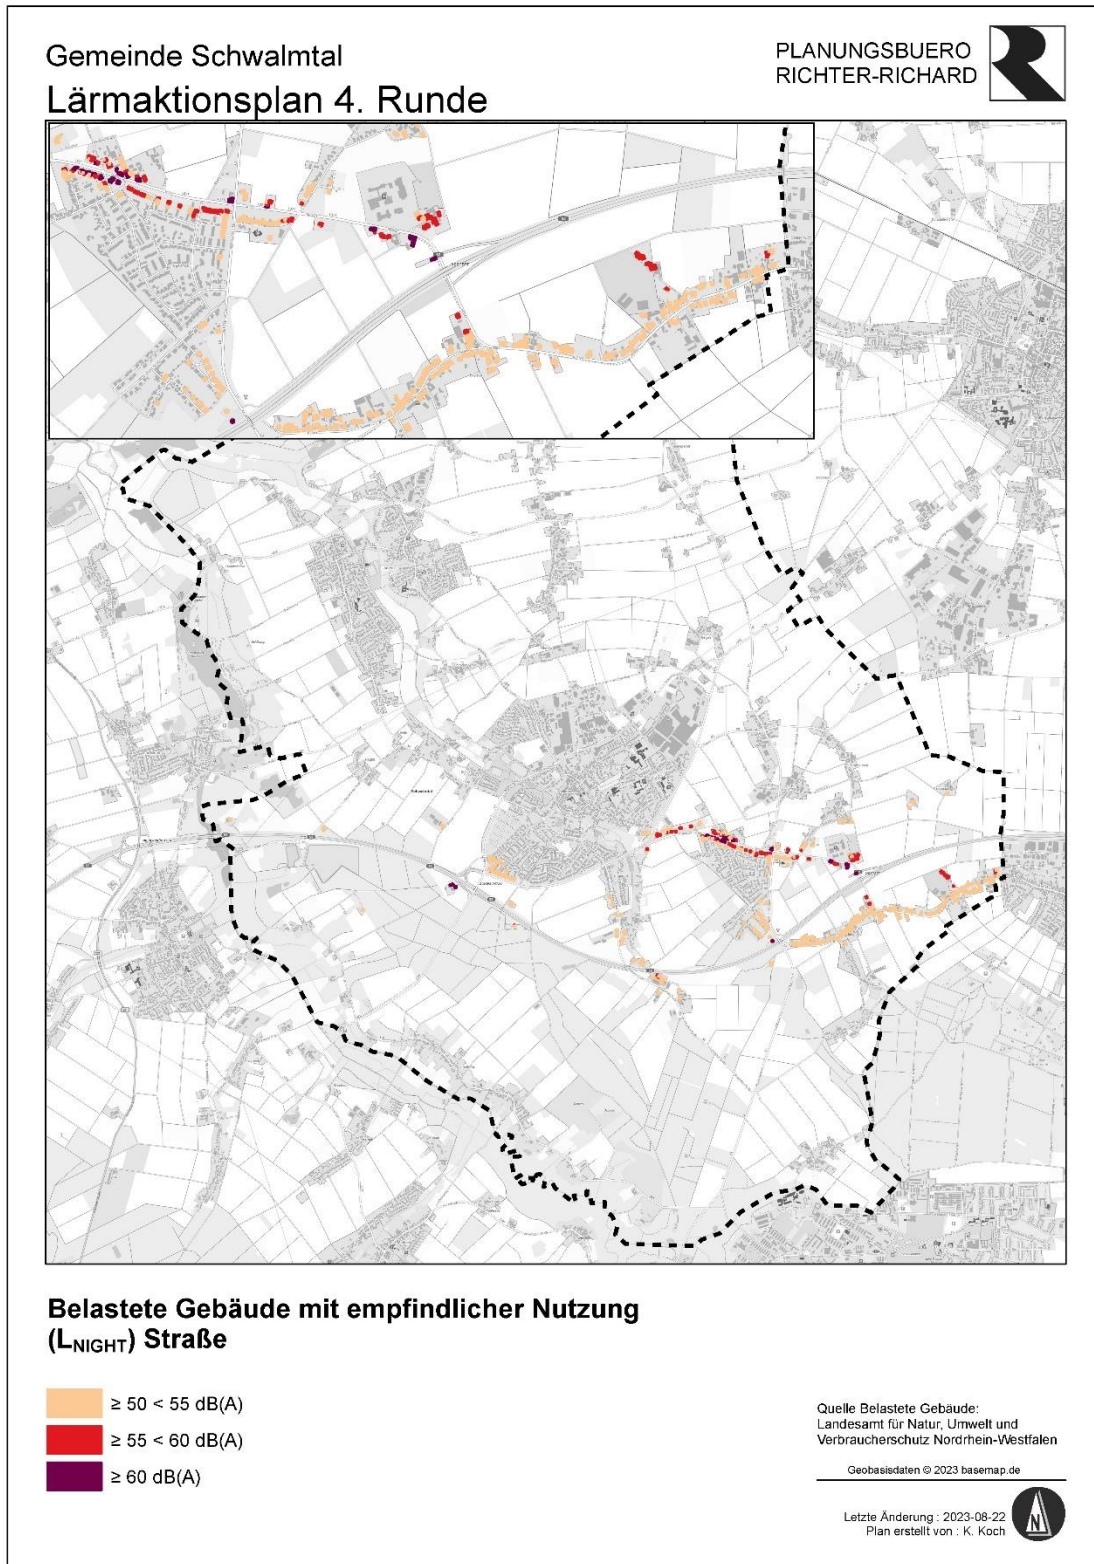 Gemeinde Schwalmtal
Lärmaktionsplan 4. Runde
PLANUNGSBUERO
RICHTER-RICHARD
Belastete Gebäude mit empfindlicher Nutzung
(LNIGHT) Straße
≥ 50 < 55 dB(A)
≥ 55 < 60 dB(A)
≥ 60 dB(A)
Quelle Belastete Gebäude:
Landesamt für Natur, Umwelt und
Verbraucherschutz Nordrhein-Westfalen
Geobasisdaten © 2023 basemap.de
Letzte Änderung : 2023-08-22
Plan erstellt von : K. Koch
N